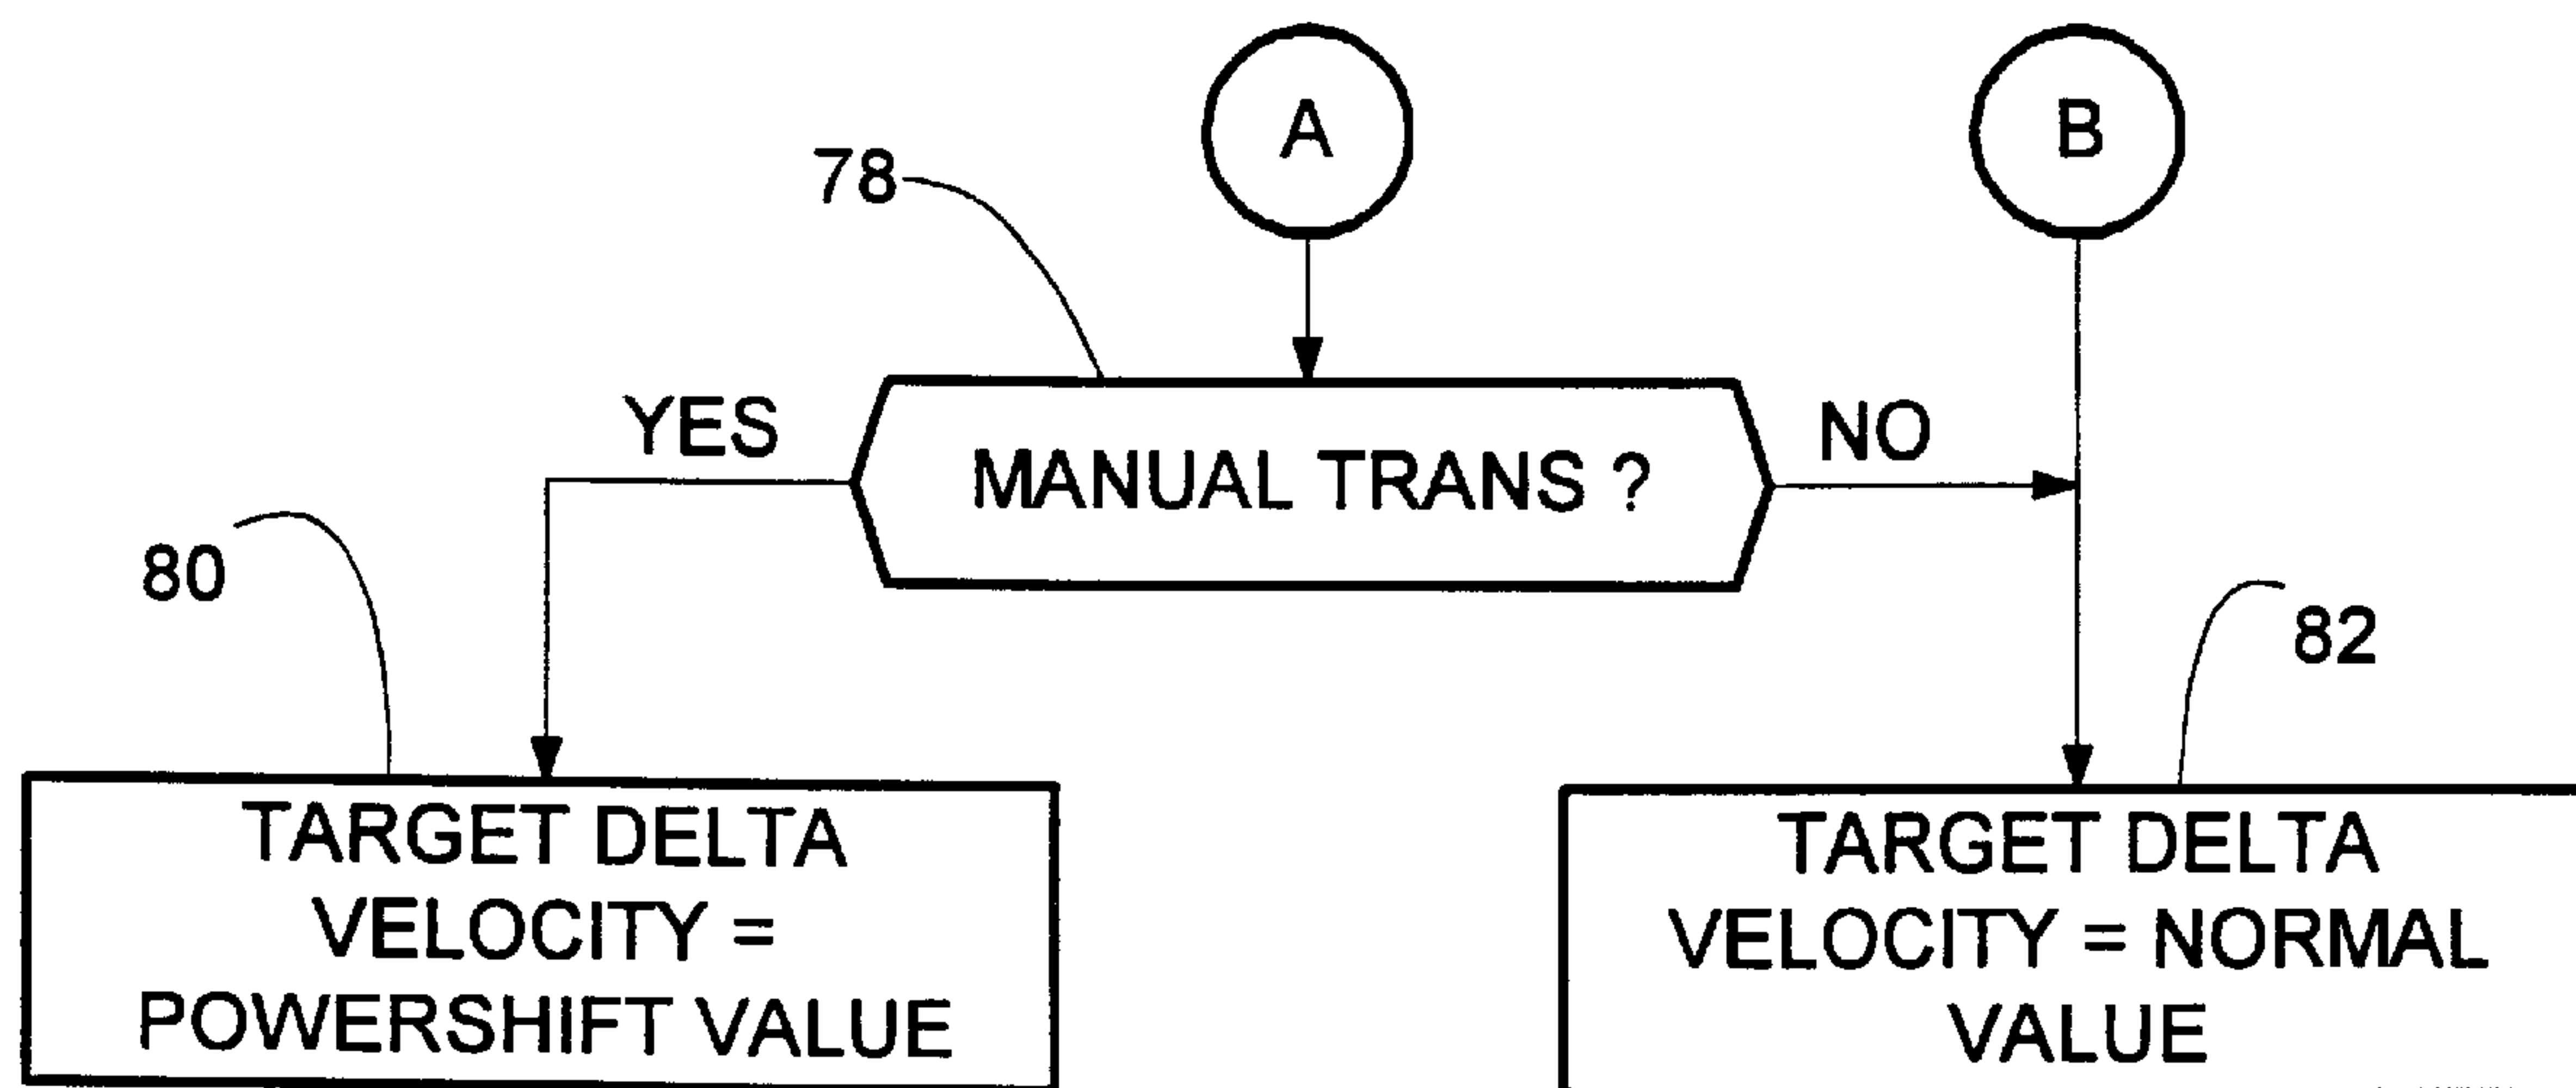 A
B
78
YES
NO
MANUAL TRANS ?
80
82
TARGET DELTA
VELOCITY =
POWERSHIFT VALUE
TARGET DELTA
VELOCITY = NORMAL
VALUE